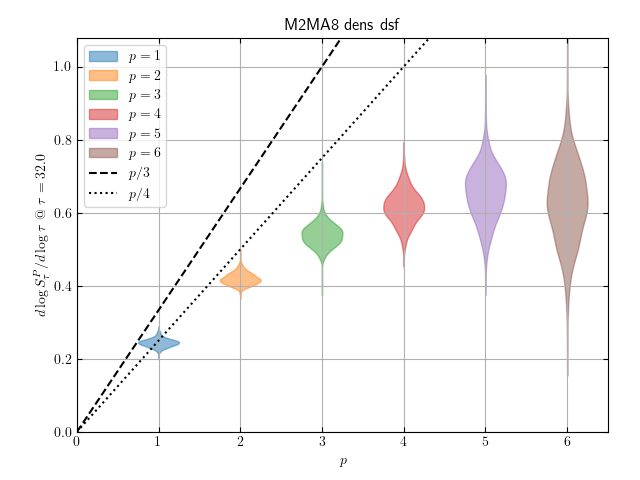 M2MA8 dens dsf
p = 1
p = 2
p = 3
p = 4
p = 5
p = 6
p/3
p/4
d log S_τ^P / d log τ @ τ = 32.0
1.0
0.8
0.6
0.4
0.2
0.0
0 1 2 3 4 5 6
p